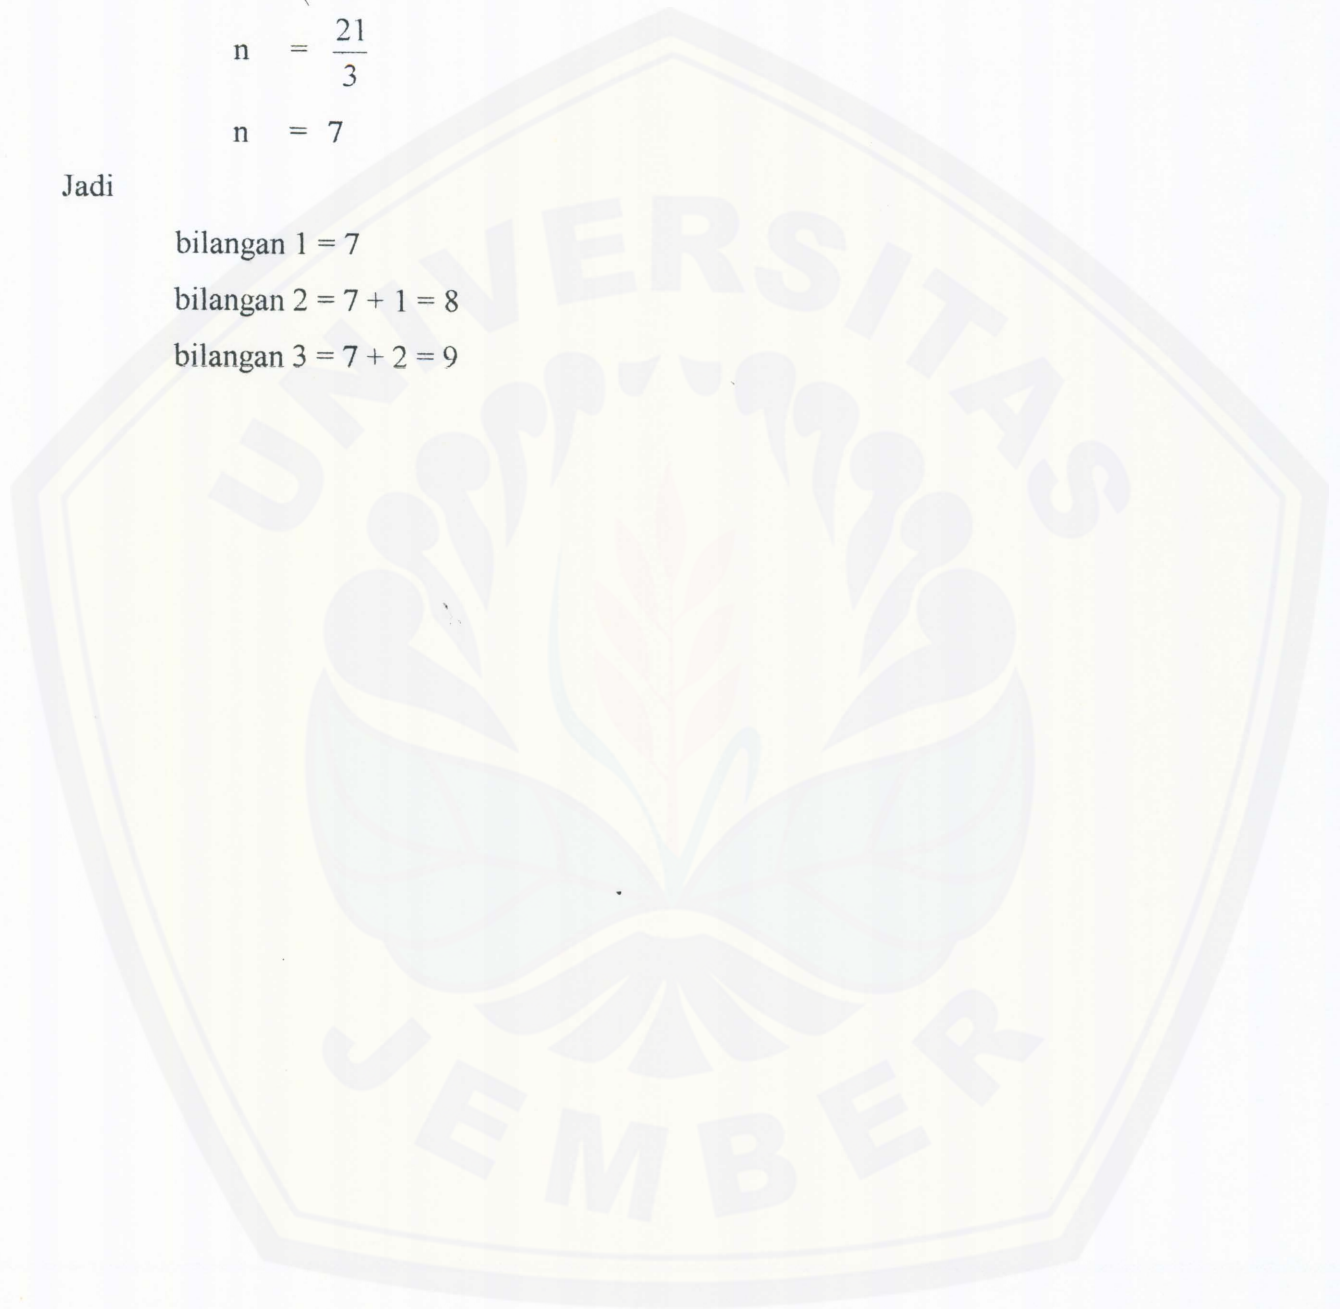 n = 21/3
n = 7
Jadi
bilangan 1 = 7
bilangan 2 = 7 + 1 = 8
bilangan 3 = 7 + 2 = 9
UNIVERSITAS
JEMBER